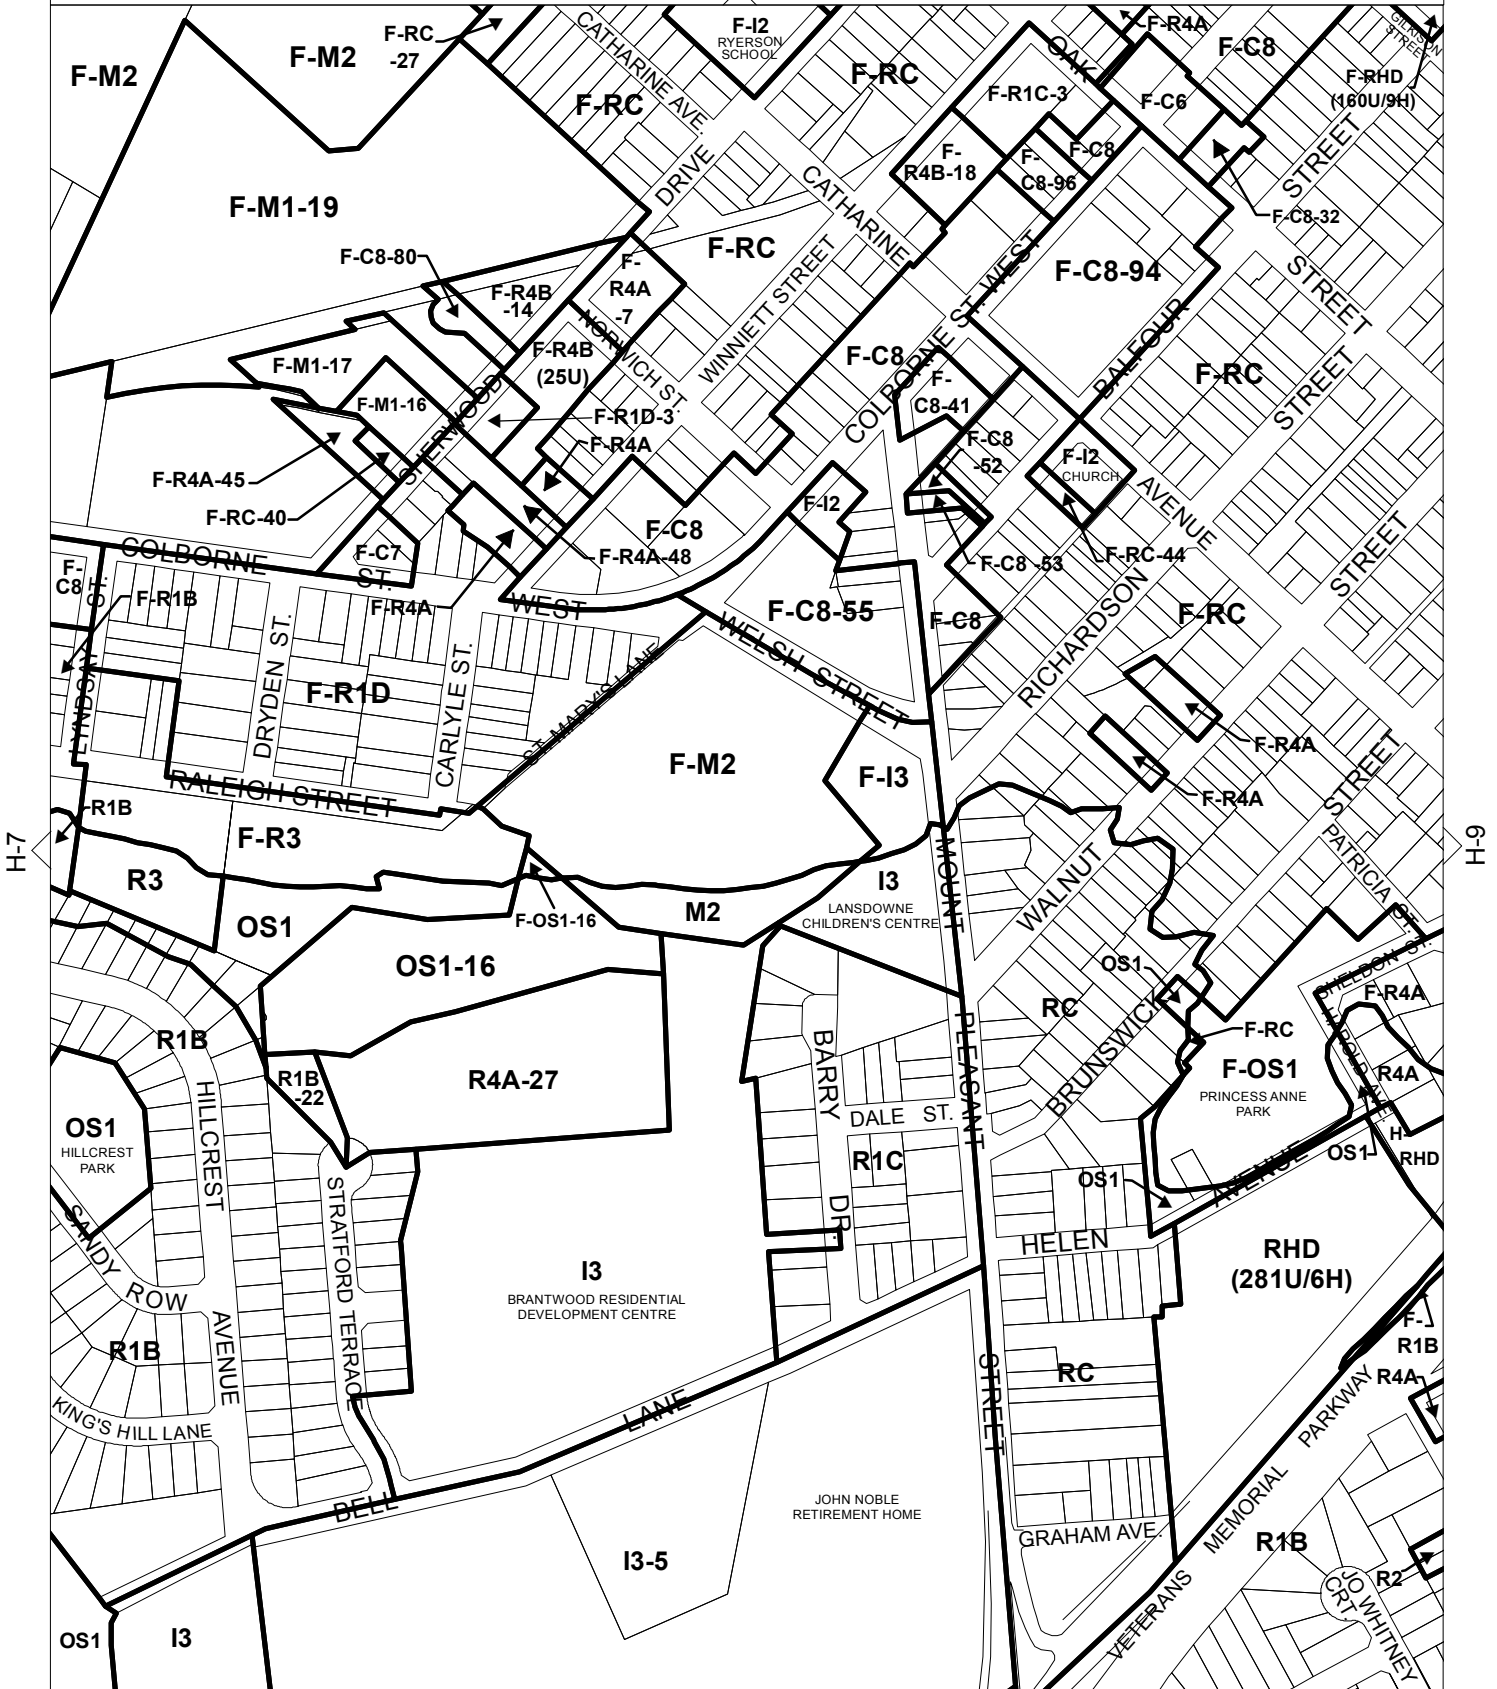 F-M2
F-M2
F-RC
-27
CATHARINE AVE.
F-I2
RYERSON
SCHOOL
F-RC
F-RC
OAK
F-R4A
F-C8
GILKISON
STREET
F-RHD
(160U/9H)
F-R1C-3
F-C6
F-
R4B-18
F-
C8-96
F-C8
STREET
F-C8-32
F-M1-19
DRIVE
CATHARINE
F-RC
F-C8-80
F-
R4A
-7
F-R4B
-14
WINNIETT STREET
NORWICH ST.
F-C8-94
STREET
F-M1-17
F-R4B
(25U)
F-C8
COLBORNE ST. WEST
BALFOUR
F-RC
STREET
F-M1-16
SHERWOOD
F-R1D-3
F-R4A
F-
C8-41
F-C8
-52
F-I2
CHURCH
AVENUE
F-R4A-45
F-RC-40
F-I2
F-C8
F-R4A-48
F-C8 -53
F-RC-44
STREET
COLBORNE
ST.
WEST
F-C7
F-
C8
F-R1B
F-R4A
F-C8-55
F-C8
F-RC
WELSH STREET
RICHARDSON
LYNDSAY
ST.
DRYDEN ST.
F-R1D
CARLYLE ST.
ST. MARY'S LANE
F-R4A
F-R4A
STREET
F-M2
F-I3
RALEIGH STREET
R1B
F-R3
R3
H-7
H-9
PATRICIA ST.
WALNUT
MOUNT
I3
LANSDOWNE
CHILDREN'S CENTRE
M2
F-OS1-16
OS1
OS1-16
OS1
SHELDON ST.
F-R4A
RC
BRUNSWICK
F-RC
HAROLD AVE.
F-OS1
PRINCESS ANNE
PARK
R4A
R1B
R1B
-22
R4A-27
BARRY
DR.
PLEASANT
DALE ST.
HILLCREST
OS1
HILLCREST
PARK
R1C
OS1
AVENUE
OS1
H-
RHD
STRATFORD TERRACE
SANDY
ROW
HELEN
RHD
(281U/6H)
I3
BRANTWOOD RESIDENTIAL
DEVELOPMENT CENTRE
AVENUE
R1B
F-
R1B
R4A
STREET
RC
KING'S HILL LANE
LANE
BELL
VETERANS
MEMORIAL
PARKWAY
JOHN NOBLE
RETIREMENT HOME
GRAHAM AVE.
R1B
R2
I3-5
JO WHITNEY
CRT.
OS1
I3